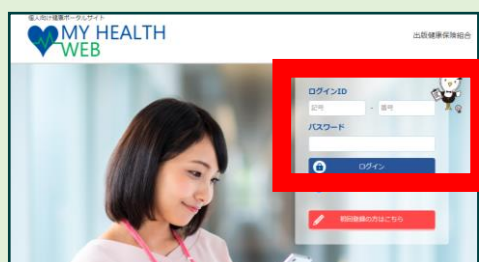 個人向け健康ポータルサイト
MY HEALTH
WEB
出版健康保険組合
ログインID
記号 - 番号
パスワード
ログイン
初回登録の方はこちら